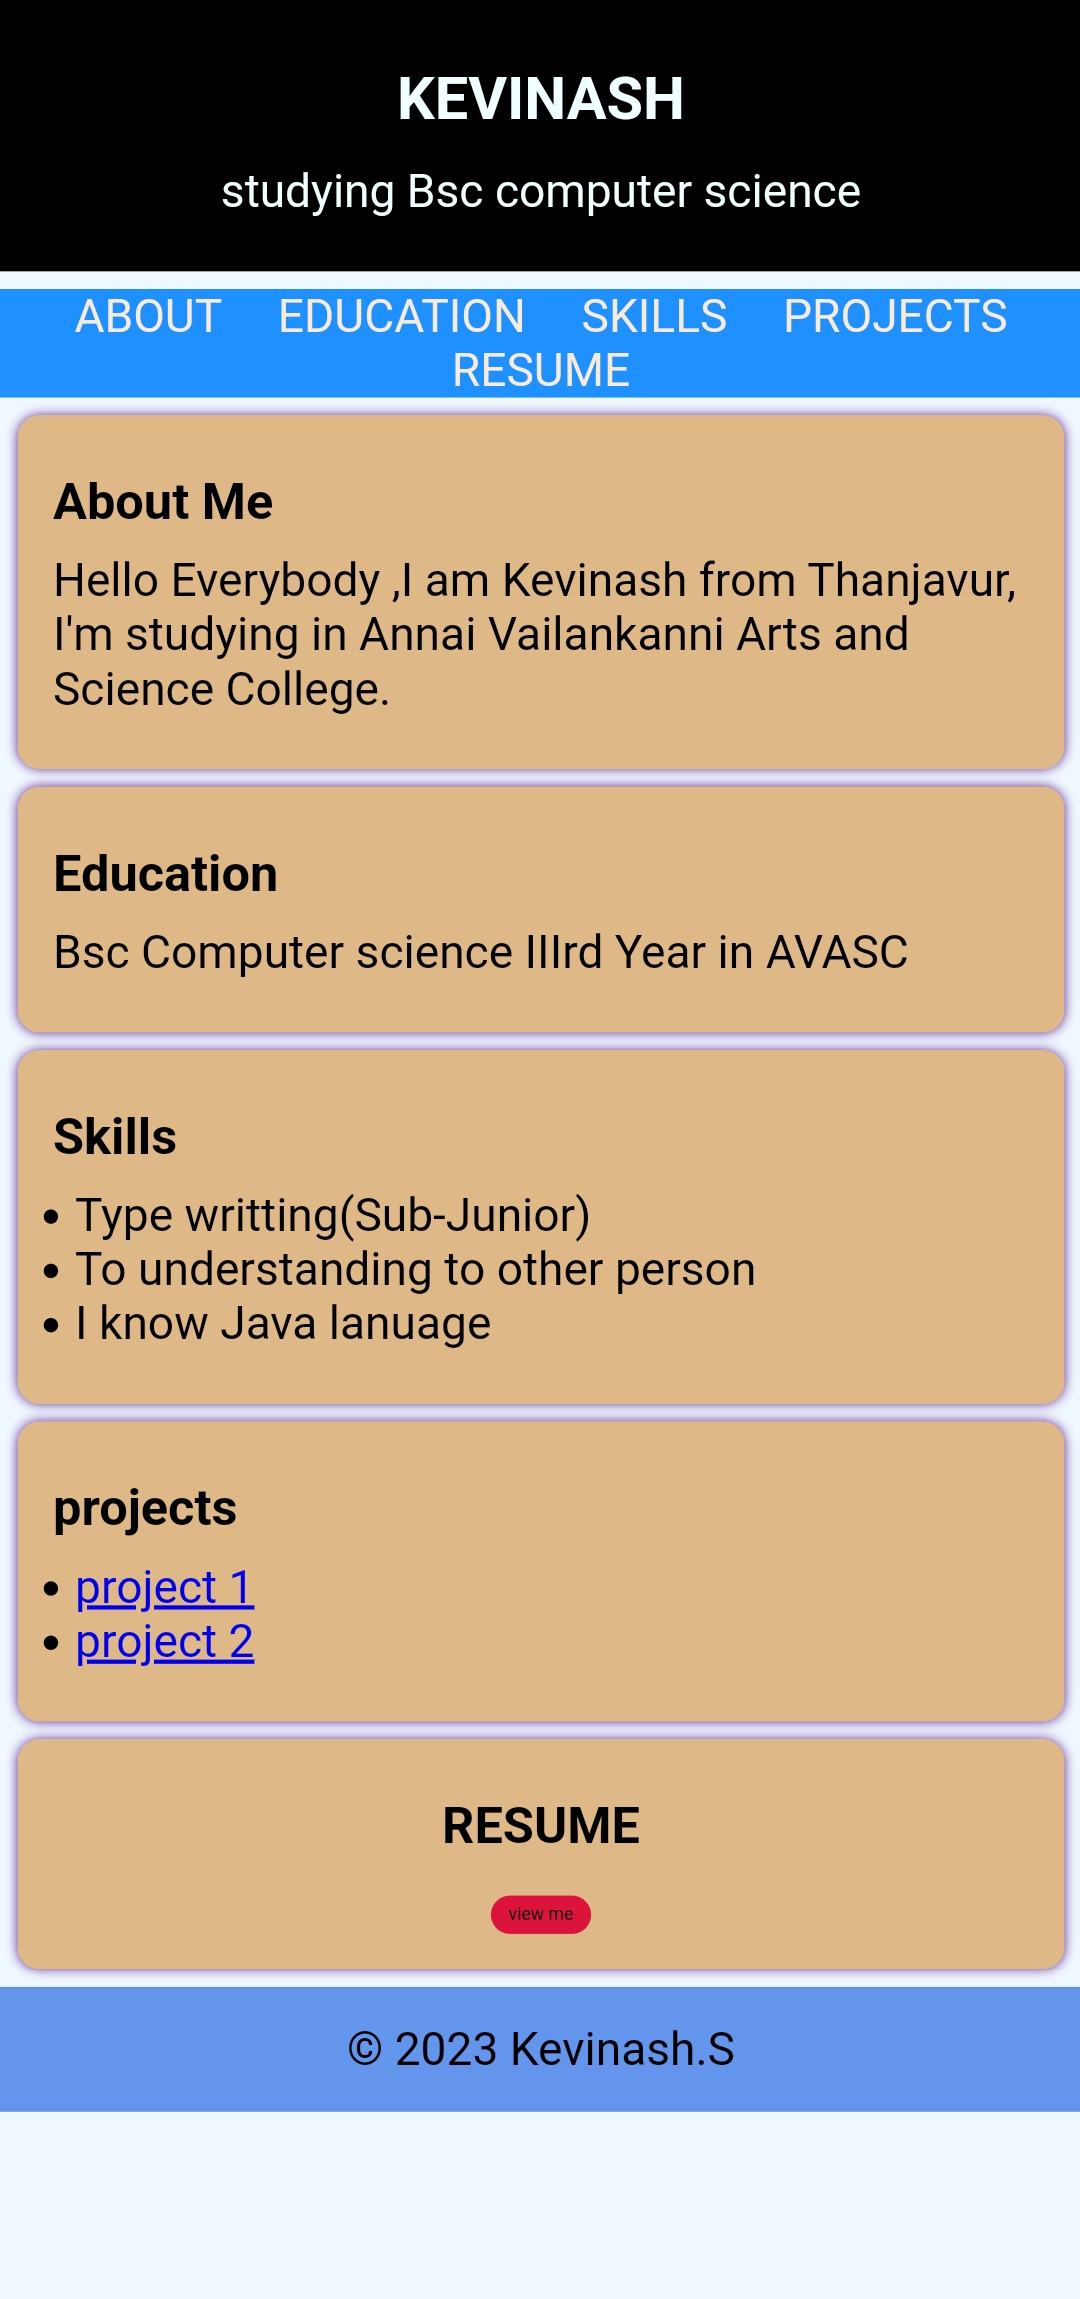 KEVINASH
studying Bsc computer science
ABOUT EDUCATION SKILLS PROJECTS
RESUME
About Me
Hello Everybody ,I am Kevinash from Thanjavur,
I'm studying in Annai Vailankanni Arts and
Science College.
Education
Bsc Computer science IIIrd Year in AVASC
Skills
• Type writting(Sub-Junior)
• To understanding to other person
• I know Java lanuage
projects
• project 1
• project 2
RESUME
view me
© 2023 Kevinash.S